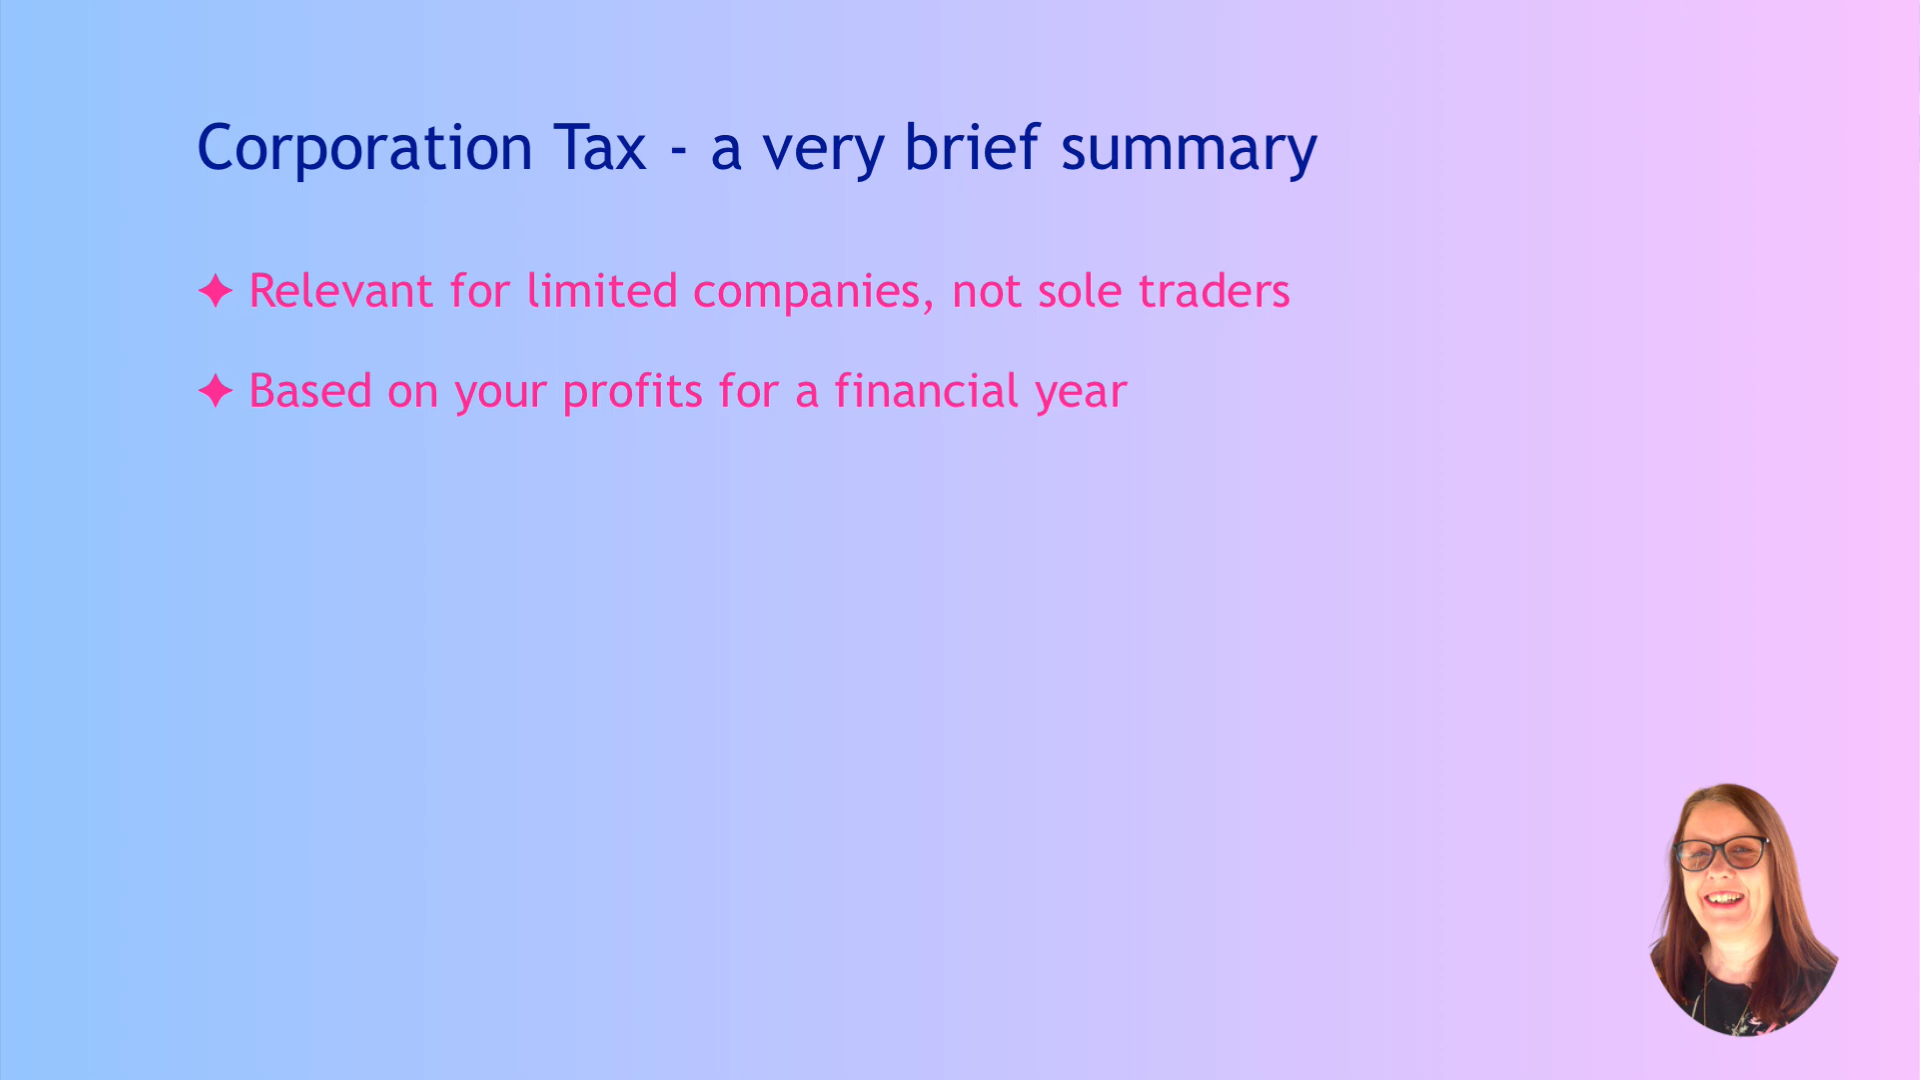 Corporation Tax - a very brief summary
✦ Relevant for limited companies, not sole traders
✦ Based on your profits for a financial year